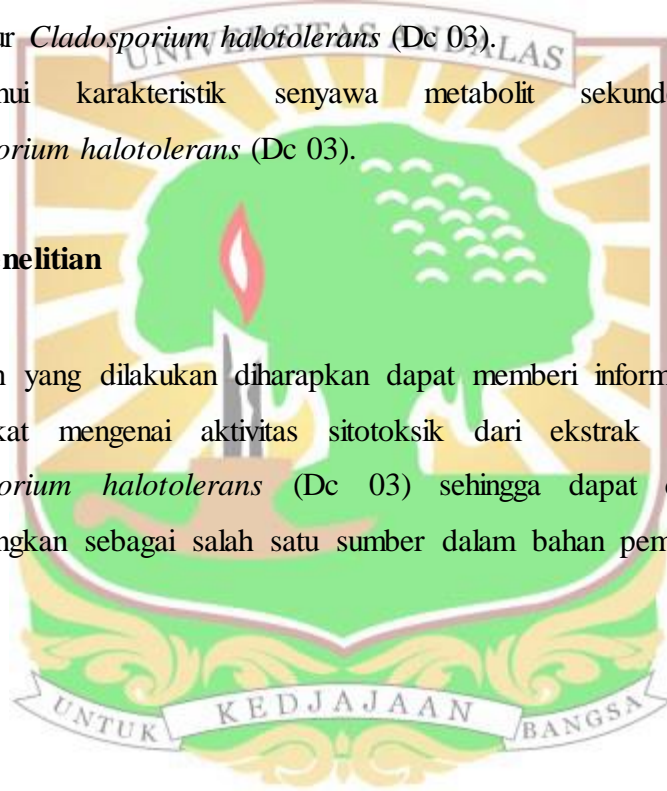 ur Cladosporium halotolerans (Dc 03).
UNIVERSITAS ANDALAS
nui karakteristik senyawa metabolit sekund
orium halotolerans (Dc 03).
nelitian
n yang dilakukan diharapkan dapat memberi inform
kat mengenai aktivitas sitotoksik dari ekstrak
orium halotolerans (Dc 03) sehingga dapat
ngkan sebagai salah satu sumber dalam bahan pem
UNTUK KEDJAJAAN BANGSA